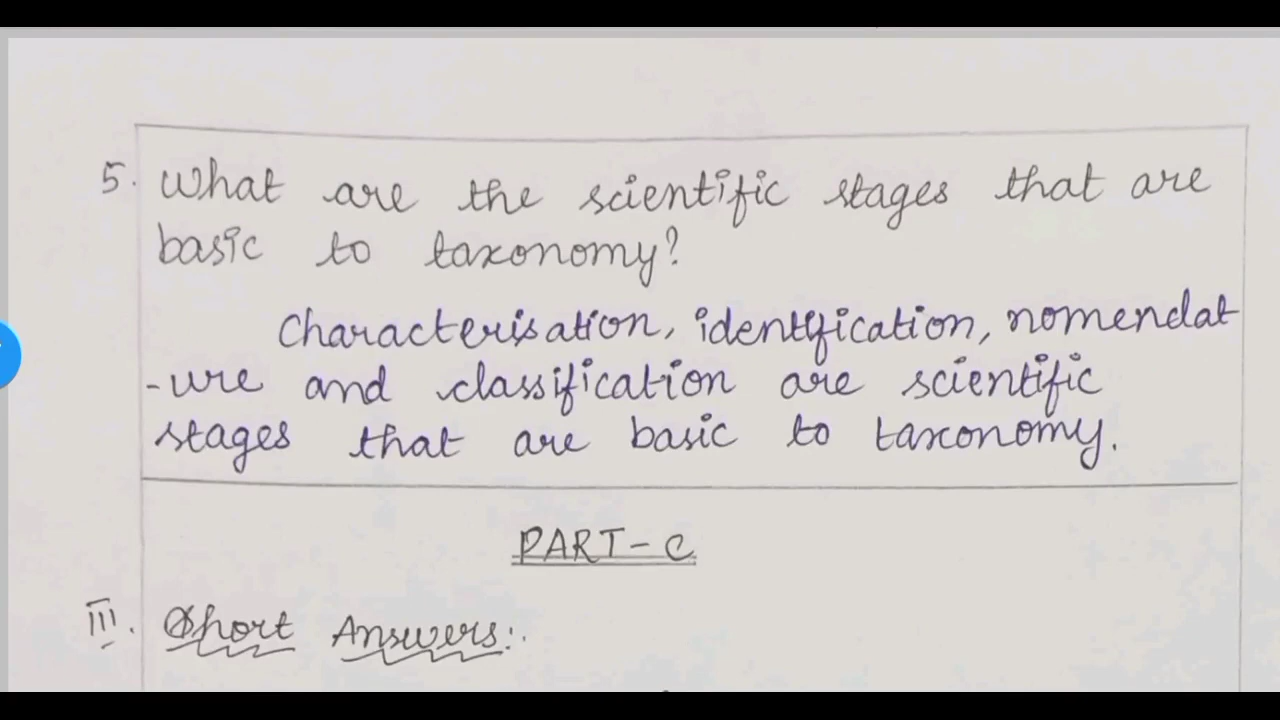 5. What are the scientific stages that are
basic to taxonomy?
Characterisation, identification, nomenclat
-ure and classification are scientific
stages that are basic to taxonomy.
PART-C
III. Short Answers:.